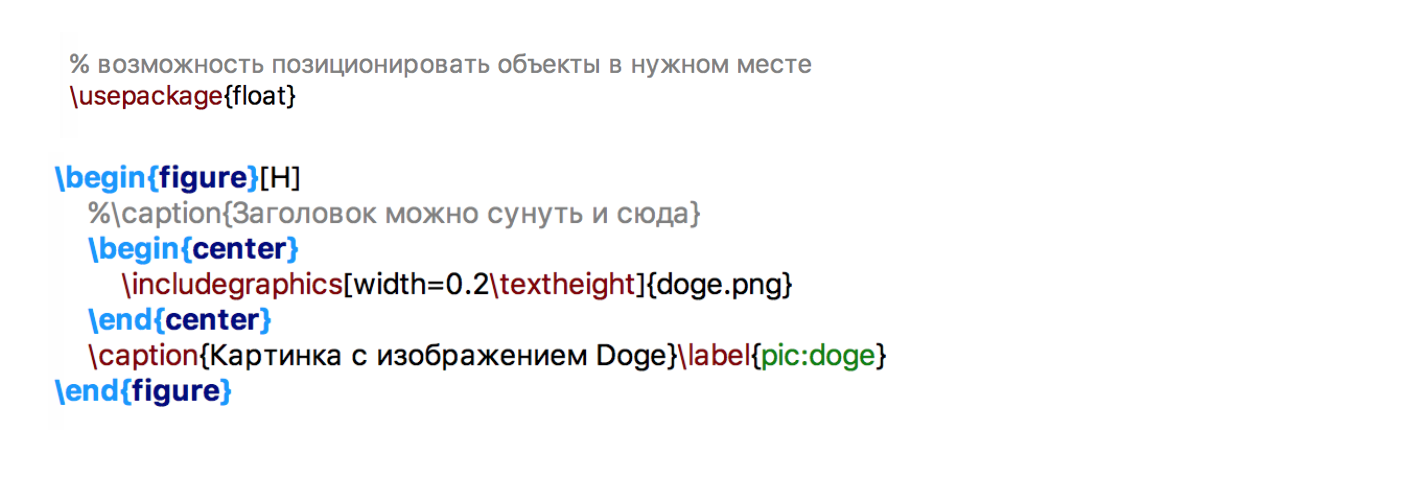 % возможность позиционировать объекты в нужном месте
\usepackage{float}
\begin{figure}[H]
%\caption{Заголовок можно сунуть и сюда}
\begin{center}
\includegraphics[width=0.2\textheight]{doge.png}
\end{center}
\caption{Картинка с изображением Doge}\label{pic:doge}
\end{figure}